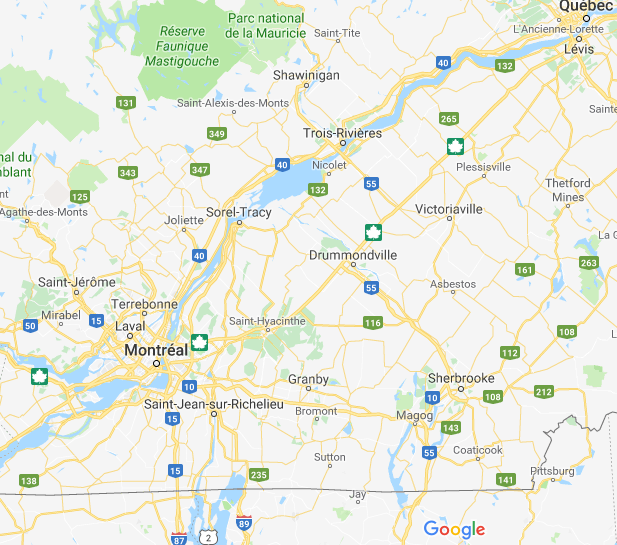 Québec
Parc national
de la Mauricie
L'Ancienne-Lorette
Réserve
Faunique
Mastigouche
Saint-Tite
Lévis
40
132
Shawinigan
131
Saint-Alexis-des-Monts
265
Sainte
349
Trois-Rivières
nal du
mblant
40
Nicolet
Plessisville
343
347
55
132
Thetford
Mines
125
Agathe-des-Monts
Joliette
Sorel-Tracy
Victoriaville
La G
40
Drummondville
263
161
Saint-Jérôme
55
Asbestos
Mirabel
Terrebonne
50
15
Laval
Saint-Hyacinthe
116
108
Montréal
112
10
Granby
Sherbrooke
10
108
212
Saint-Jean-sur-Richelieu
15
Bromont
Magog
143
Sutton
55
Coaticook
15
235
138
141
Pittsburg
Jay
89
87
2
Google